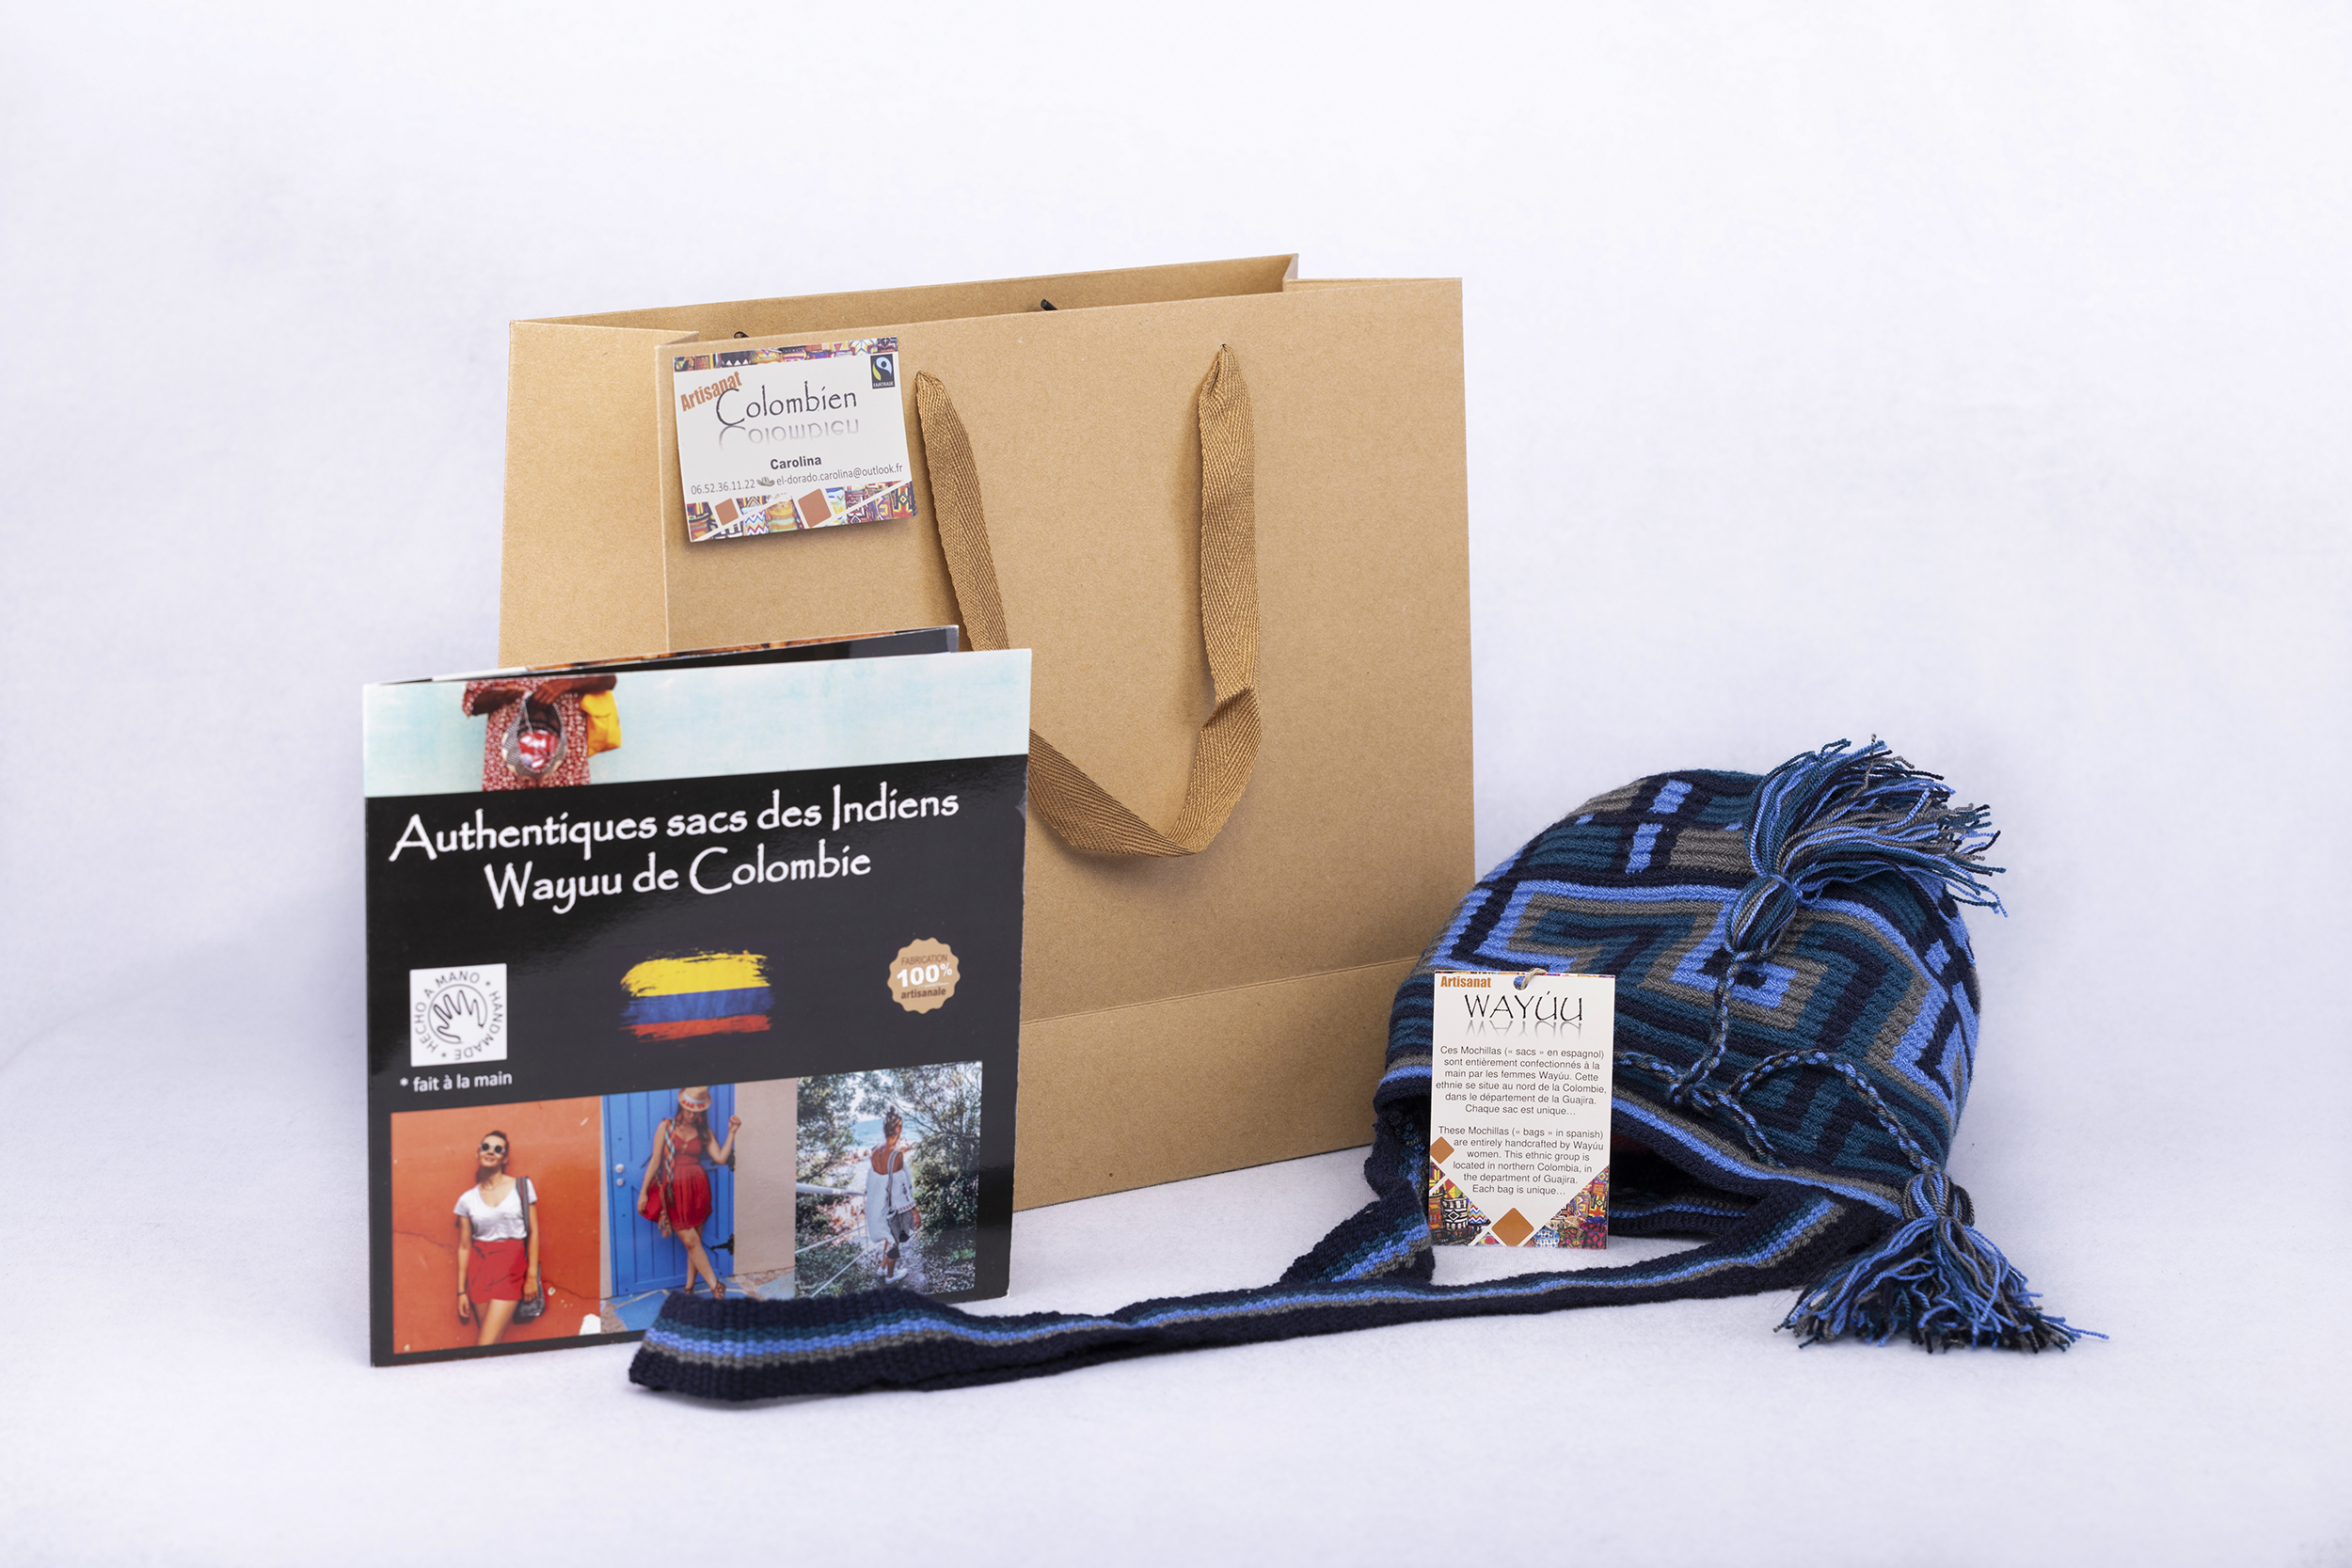 Artisanat
Colombien
FAIRTRADE
Carolina
06.52.36.11.22 el-dorado.carolina@outlook.fr
Authentiques sacs des Indiens
Wayuu de Colombie
HECHO A MANO • HANDMADE •
* fait à la main
FABRICATION
100%
artisanale
Artisanat
WAYÚU
Ces Mochillas (« sacs » en espagnol)
sont entièrement confectionnés à la
main par les femmes Wayúu. Cette
ethnie se situe au nord de la Colombie,
dans le département de la Guajira.
Chaque sac est unique...
These Mochillas (« bags » in spanish)
are entirely handcrafted by Wayúu
women. This ethnic group is
located in northern Colombia, in
the department of Guajira.
Each bag is unique...